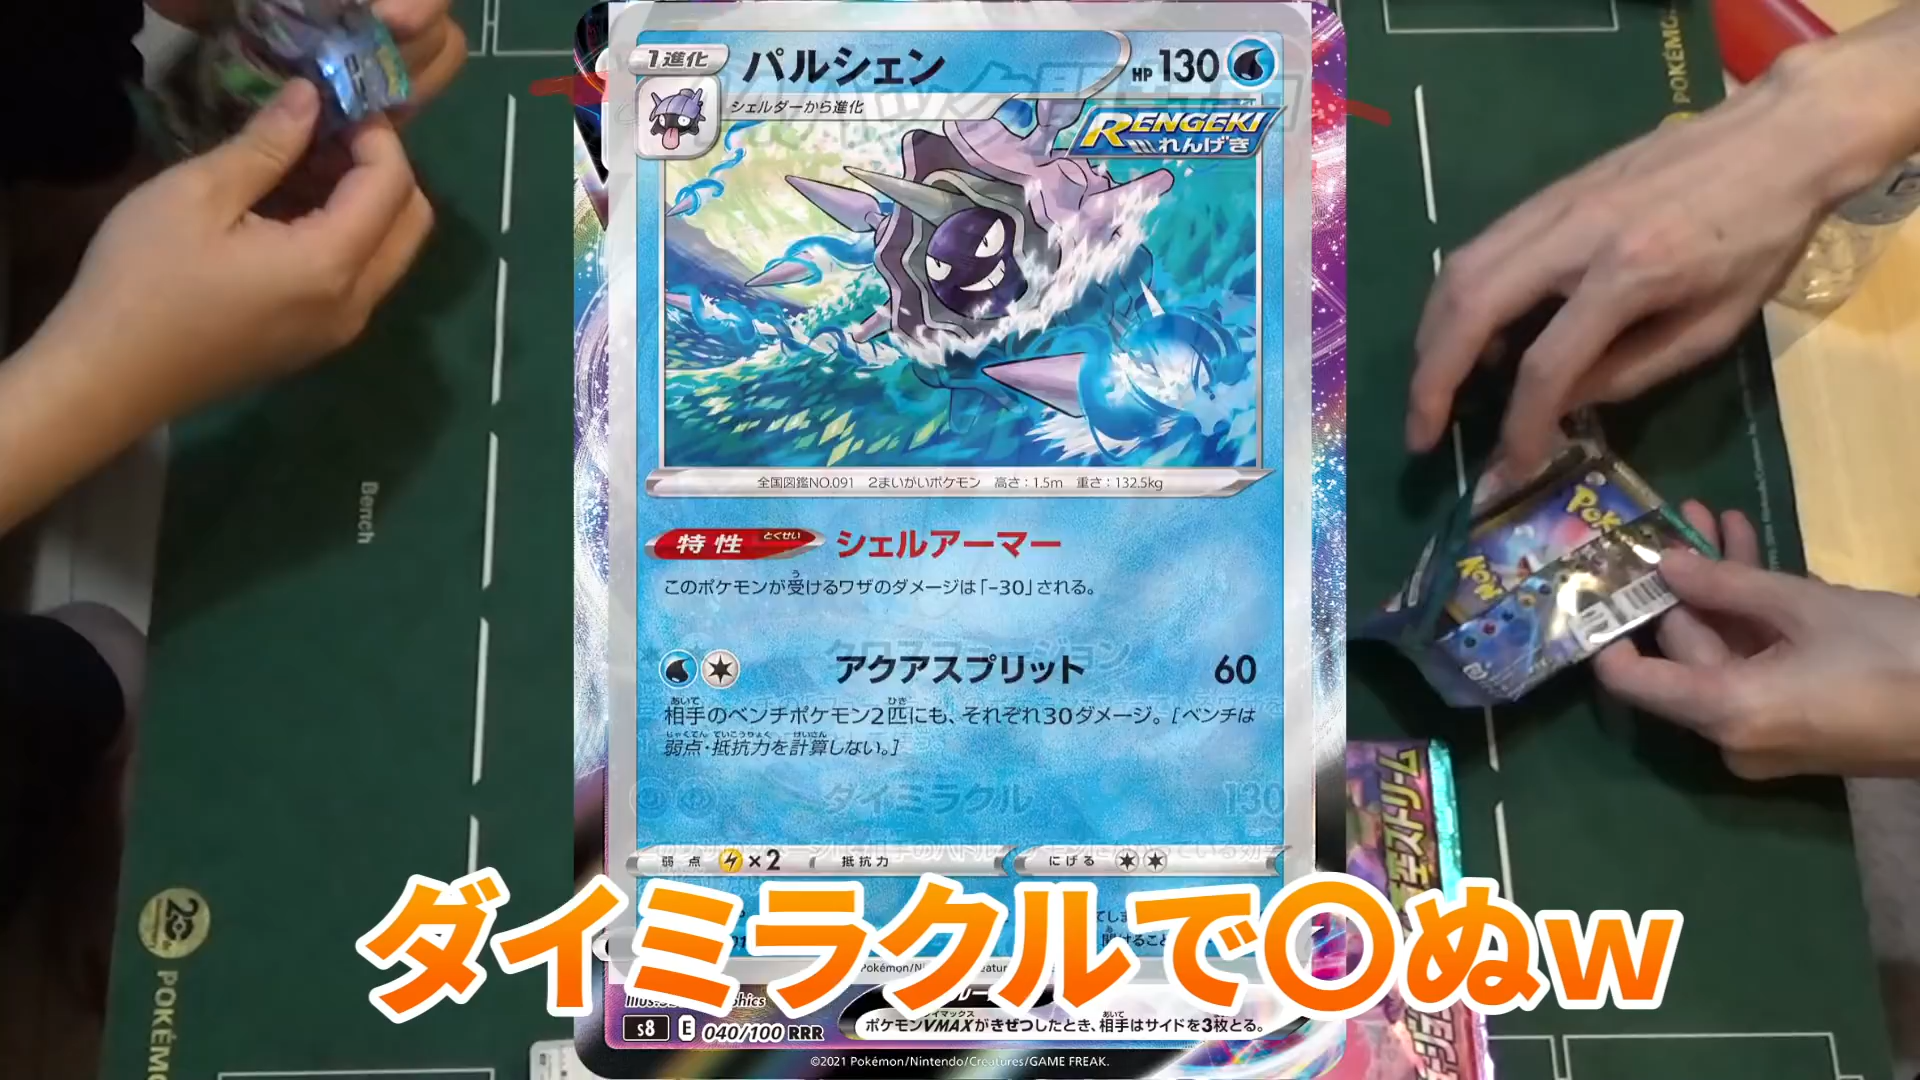 1進化
パルシェン
HP 130
シェルダーから進化
RENGEKI
れんげき
全国図鑑NO.091 2まいがいポケモン 高さ：1.5m 重さ：132.5kg
特性 とくせい シェルアーマー
このポケモンが受けるワザのダメージは「-30」される。
アクアスプリット 60
相手のベンチポケモン2匹にも、それぞれ30ダメージ。[ベンチは
弱点・抵抗力を計算しない。]
ダイミラクル 130
弱点 ×2 抵抗力 にげる
ダイミラクルで〇ぬw
s8 E 040/100 RRR
ポケモンVMAXがきぜつしたとき、相手はサイドを3枚とる。
©2021 Pokémon/Nintendo/Creatures/GAME FREAK.
Bench
20
POKÉM
POKÉMON